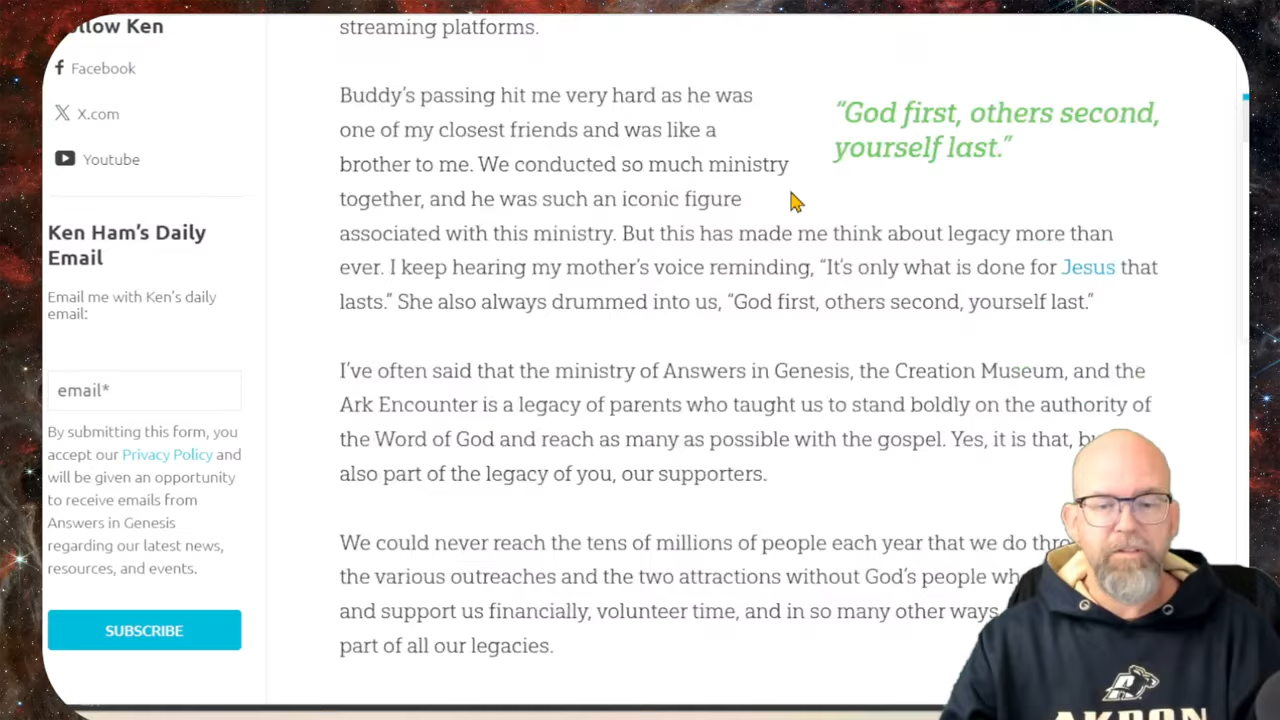 ollow Ken
Facebook
X.com
Youtube
Ken Ham's Daily
Email
Email me with Ken's daily
email:
email*
By submitting this form, you
accept our Privacy Policy and
will be given an opportunity
to receive emails from
Answers in Genesis
regarding our latest news,
resources, and events.
SUBSCRIBE
streaming platforms.
Buddy's passing hit me very hard as he was
one of my closest friends and was like a
brother to me. We conducted so much ministry
together, and he was such an iconic figure
associated with this ministry. But this has made me think about legacy more than
ever. I keep hearing my mother's voice reminding, “It's only what is done for Jesus that
lasts.” She also always drummed into us, “God first, others second, yourself last.”
“God first, others second,
yourself last.”
I've often said that the ministry of Answers in Genesis, the Creation Museum, and the
Ark Encounter is a legacy of parents who taught us to stand boldly on the authority of
the Word of God and reach as many as possible with the gospel. Yes, it is that, b
also part of the legacy of you, our supporters.
We could never reach the tens of millions of people each year that we do thro
the various outreaches and the two attractions without God's people wh
and support us financially, volunteer time, and in so many other ways
part of all our legacies.
AKRON